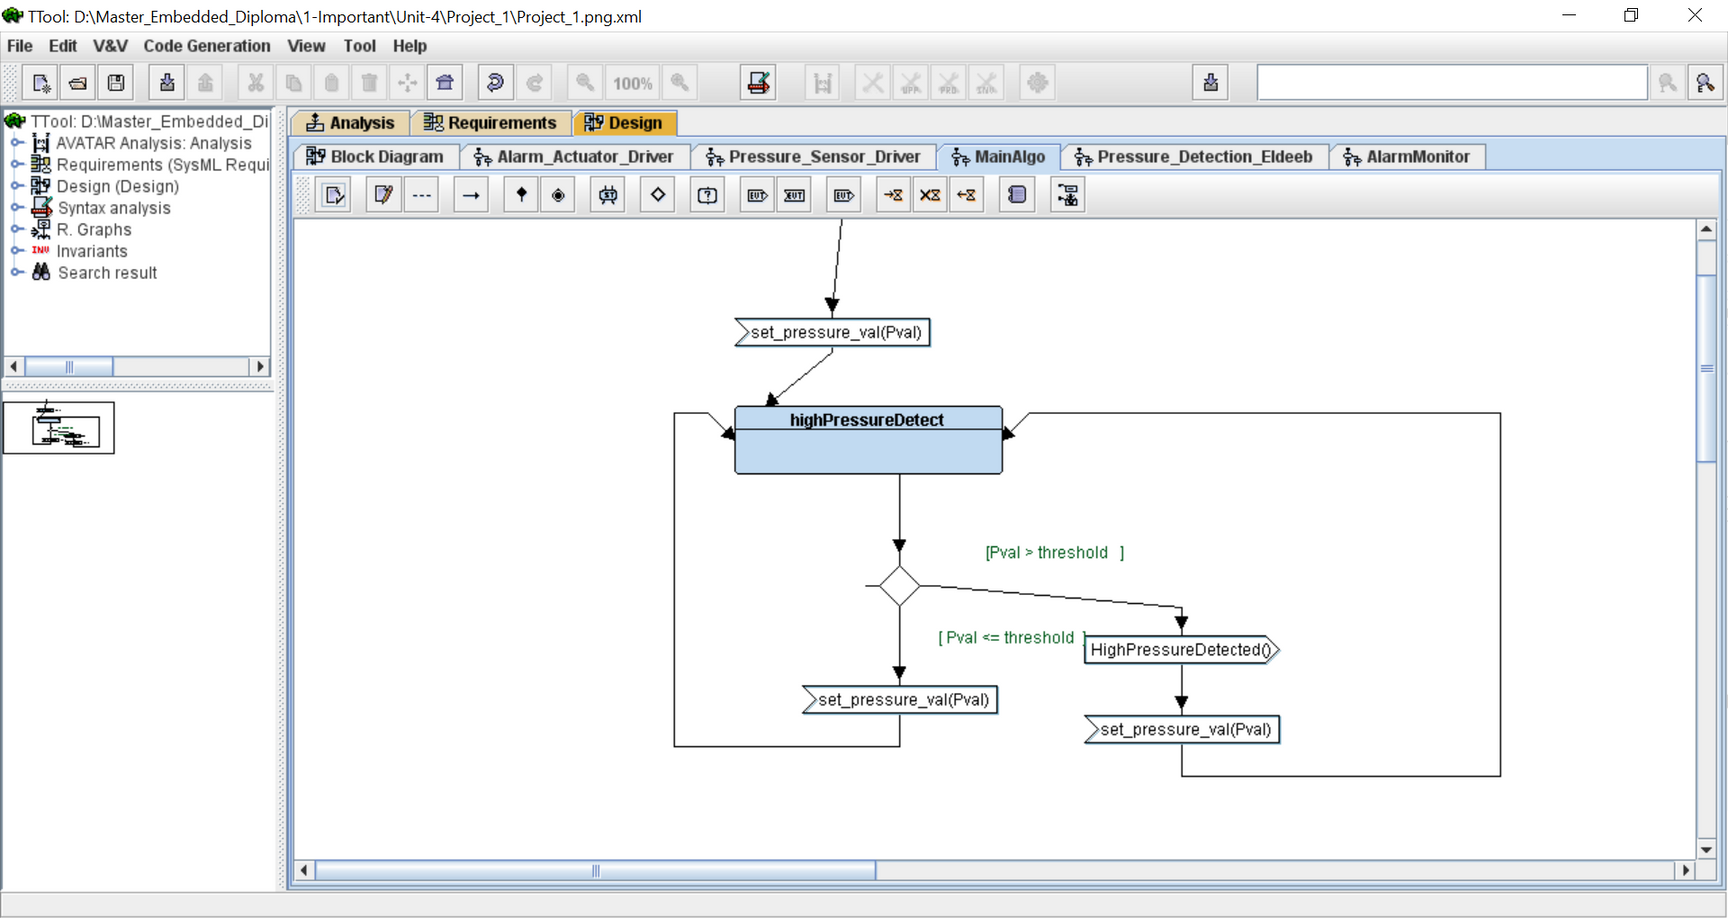 TTool: D:\Master_Embedded_Diploma\1-Important\Unit-4\Project_1\Project_1.png.xml
File Edit V&V Code Generation View Tool Help
100%
TTool: D:\Master_Embedded_Di
AVATAR Analysis: Analysis
Requirements (SysML Requi
Design (Design)
Syntax analysis
R. Graphs
INV Invariants
Search result
Analysis Requirements Design
Block Diagram Alarm_Actuator_Driver Pressure_Sensor_Driver MainAlgo Pressure_Detection_Eldeeb AlarmMonitor
set_pressure_val(Pval)
highPressureDetect
[Pval > threshold ]
[ Pval <= threshold ]
HighPressureDetected()
set_pressure_val(Pval)
set_pressure_val(Pval)